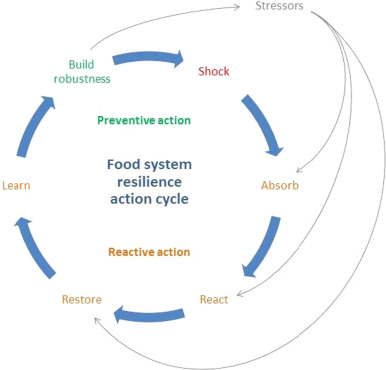 Stressors
Build
robustness
Shock
Preventive action
Food system
resilience
action cycle
Learn
Absorb
Reactive action
Restore
React